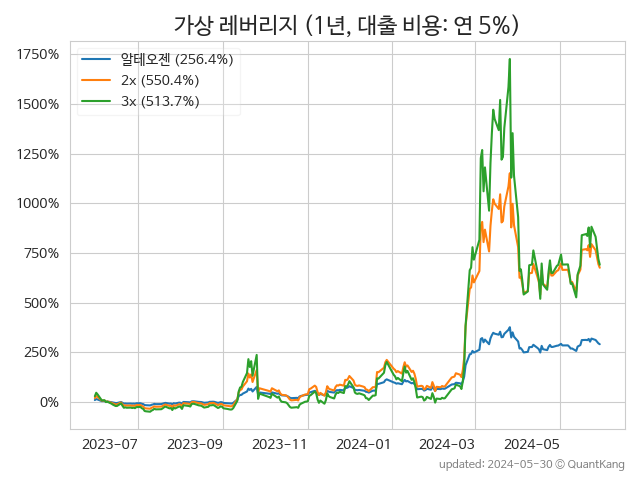 가상 레버리지 (1년, 대출 비용: 연 5%)
알테오젠 (256.4%)
2x (550.4%)
3x (513.7%)
1750%
1500%
1250%
1000%
750%
500%
250%
0%
2023-07 2023-09 2023-11 2024-01 2024-03 2024-05
updated: 2024-05-30 © QuantKang